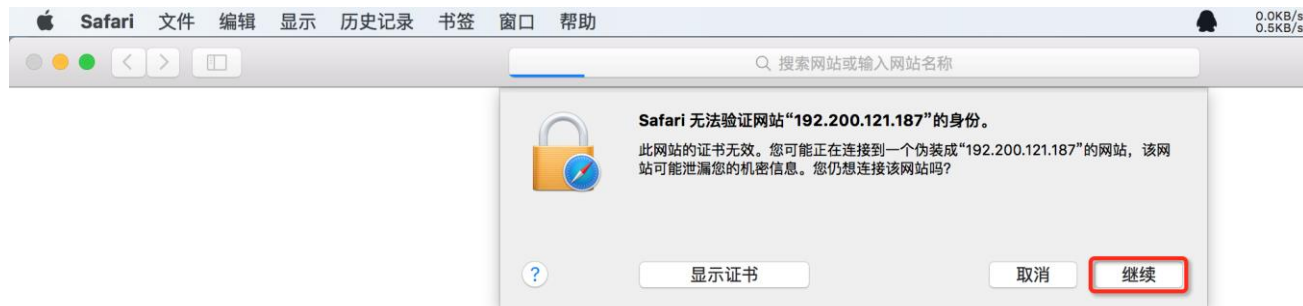 Safari 文件 编辑 显示 历史记录 书签 窗口 帮助 0.0KB/s
0.5KB/s
搜索网站或输入网站名称
Safari 无法验证网站“192.200.121.187”的身份。
此网站的证书无效。您可能正在连接到一个伪装成“192.200.121.187”的网站，该网
站可能泄漏您的机密信息。您仍想连接该网站吗?
? 显示证书 取消 继续